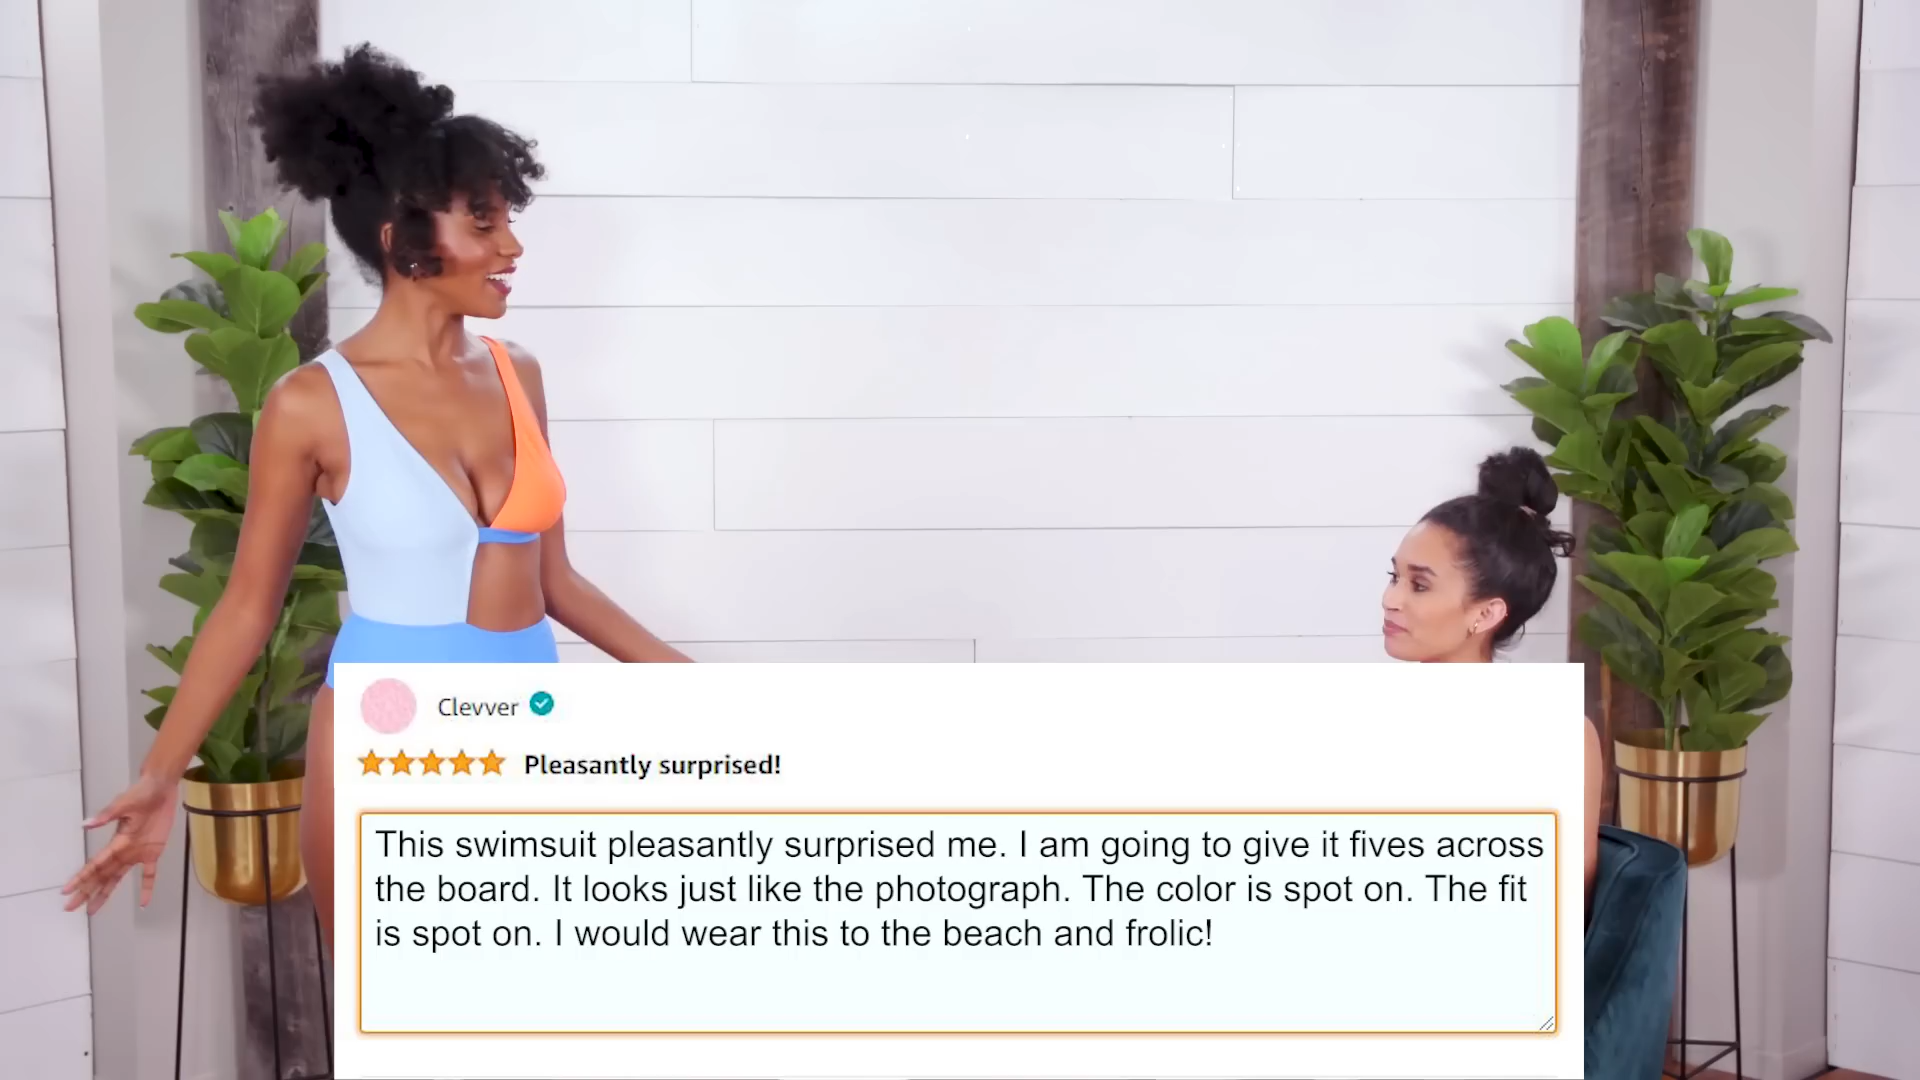 Clevver
Pleasantly surprised!
This swimsuit pleasantly surprised me. I am going to give it fives across
the board. It looks just like the photograph. The color is spot on. The fit
is spot on. I would wear this to the beach and frolic!